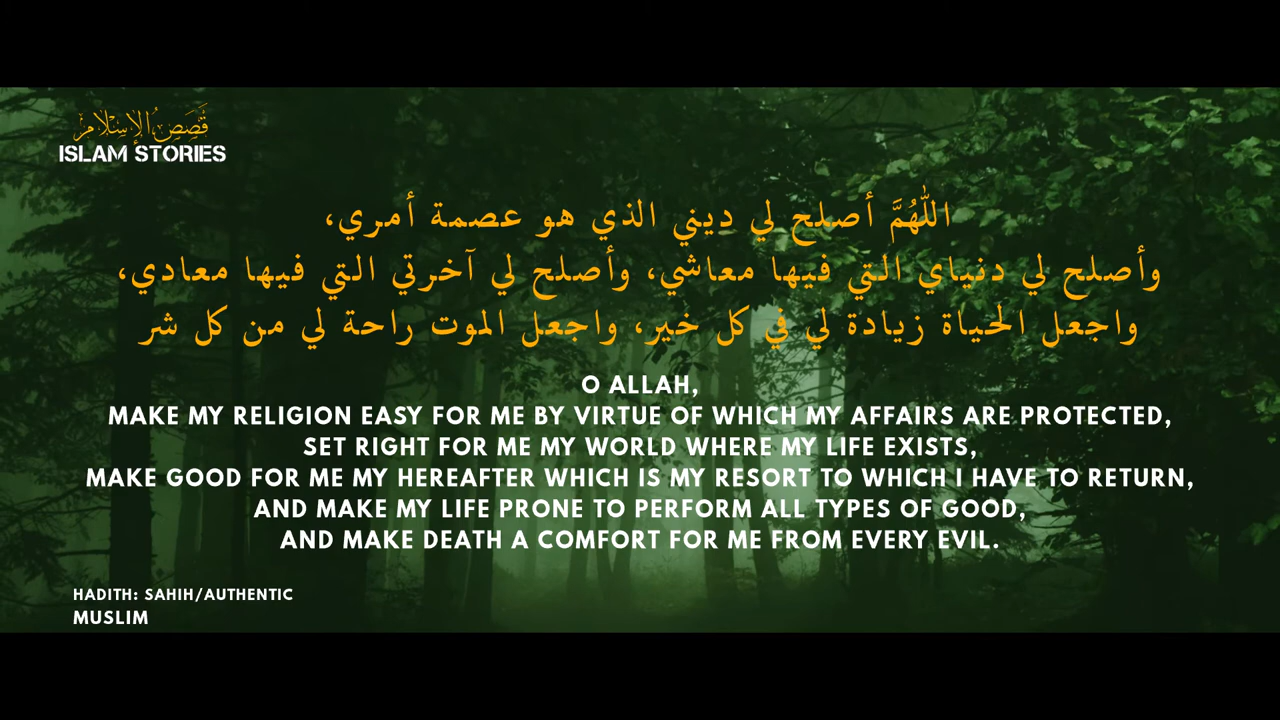 قَصَصُ الإِسْلَام
ISLAM STORIES
اللّٰهُمَّ أصلح لي ديني الذي هو عصمة أمري،
وأصلح لي دنياي التي فيها معاشي، وأصلح لي آخرتي التي فيها معادي،
واجعل الحياة زيادة لي في كل خير، واجعل الموت راحة لي من كل شر
O ALLAH,
MAKE MY RELIGION EASY FOR ME BY VIRTUE OF WHICH MY AFFAIRS ARE PROTECTED,
SET RIGHT FOR ME MY WORLD WHERE MY LIFE EXISTS,
MAKE GOOD FOR ME MY HEREAFTER WHICH IS MY RESORT TO WHICH I HAVE TO RETURN,
AND MAKE MY LIFE PRONE TO PERFORM ALL TYPES OF GOOD,
AND MAKE DEATH A COMFORT FOR ME FROM EVERY EVIL.
HADITH: SAHIH/AUTHENTIC
MUSLIM